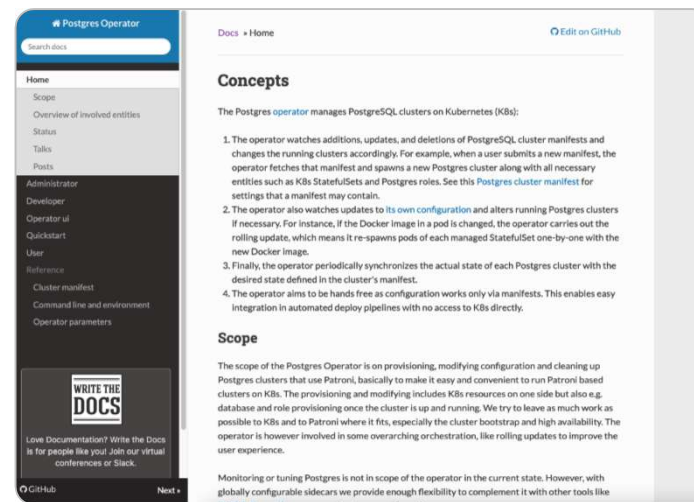 Postgres Operator
Search docs
Home
Scope
Overview of involved entities
Status
Talks
Posts
Administrator
Developer
Operator ui
Quickstart
User
Reference
Cluster manifest
Command line and environment
Operator parameters
WRITE THE
DOCS
Love Documentation? Write the Docs
is for people like you! Join our virtual
conferences or Slack.
GitHub
Next »
Docs » Home
Edit on GitHub
Concepts
The Postgres operator manages PostgreSQL clusters on Kubernetes (K8s):
1. The operator watches additions, updates, and deletions of PostgreSQL cluster manifests and
changes the running clusters accordingly. For example, when a user submits a new manifest, the
operator fetches that manifest and spawns a new Postgres cluster along with all necessary
entities such as K8s StatefulSets and Postgres roles. See this Postgres cluster manifest for
settings that a manifest may contain.
2. The operator also watches updates to its own configuration and alters running Postgres clusters
if necessary. For instance, if the Docker image in a pod is changed, the operator carries out the
rolling update, which means it re-spawns pods of each managed StatefulSet one-by-one with the
new Docker image.
3. Finally, the operator periodically synchronizes the actual state of each Postgres cluster with the
desired state defined in the cluster's manifest.
4. The operator aims to be hands free as configuration works only via manifests. This enables easy
integration in automated deploy pipelines with no access to K8s directly.
Scope
The scope of the Postgres Operator is on provisioning, modifying configuration and cleaning up
Postgres clusters that use Patroni, basically to make it easy and convenient to run Patroni based
clusters on K8s. The provisioning and modifying includes K8s resources on one side but also e.g.
database and role provisioning once the cluster is up and running. We try to leave as much work as
possible to K8s and to Patroni where it fits, especially the cluster bootstrap and high availability. The
operator is however involved in some overarching orchestration, like rolling updates to improve the
user experience.
Monitoring or tuning Postgres is not in scope of the operator in the current state. However, with
globally configurable sidecars we provide enough flexibility to complement it with other tools like